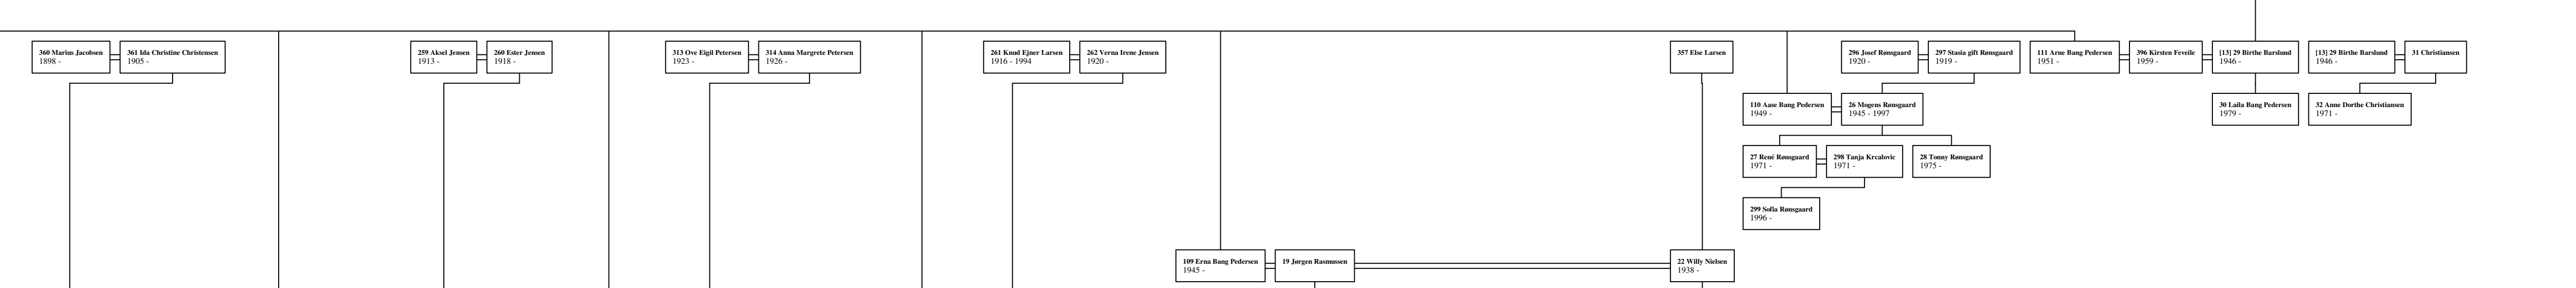 360 Marius Jacobsen
1898 -
361 Ida Christine Christensen
1905 -
259 Aksel Jensen
1913 -
260 Ester Jensen
1918 -
313 Ove Eigil Petersen
1923 -
314 Anna Margrete Petersen
1926 -
261 Knud Ejner Larsen
1916 - 1994
262 Verna Irene Jensen
1920 -
357 Else Larsen
296 Josef Rønsgaard
1920 -
297 Stasia gift Rønsgaard
1919 -
111 Arne Bang Pedersen
1951 -
396 Kirsten Feveile
1959 -
[13] 29 Birthe Barslund
1946 -
[13] 29 Birthe Barslund
1946 -
31 Christiansen
110 Aase Bang Pedersen
1949 -
26 Mogens Rønsgaard
1945 - 1997
30 Laila Bang Pedersen
1979 -
32 Anne Dorthe Christiansen
1971 -
27 René Rønsgaard
1971 -
298 Tanja Krcalovic
1971 -
28 Tonny Rønsgaard
1975 -
299 Sofia Rønsgaard
1996 -
109 Erna Bang Pedersen
1945 -
19 Jørgen Rasmussen
22 Willy Nielsen
1938 -